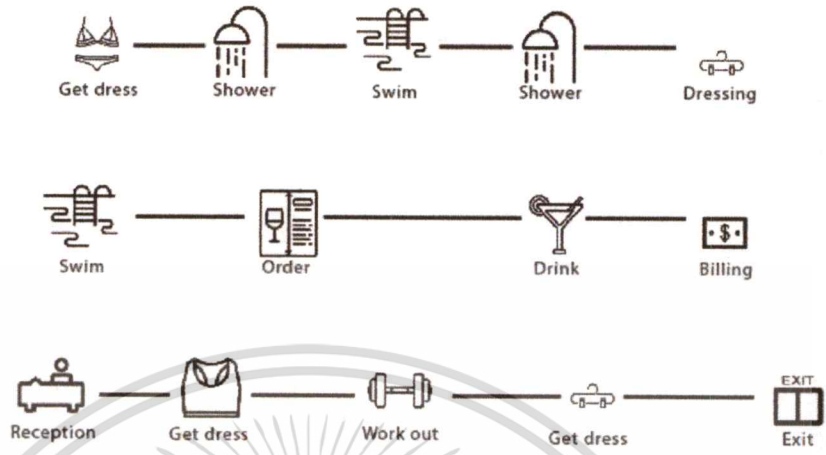 Get dress Shower Swim Shower Dressing
$
Swim Order Drink Billing
EXIT
Reception Get dress Work out Get dress Exit